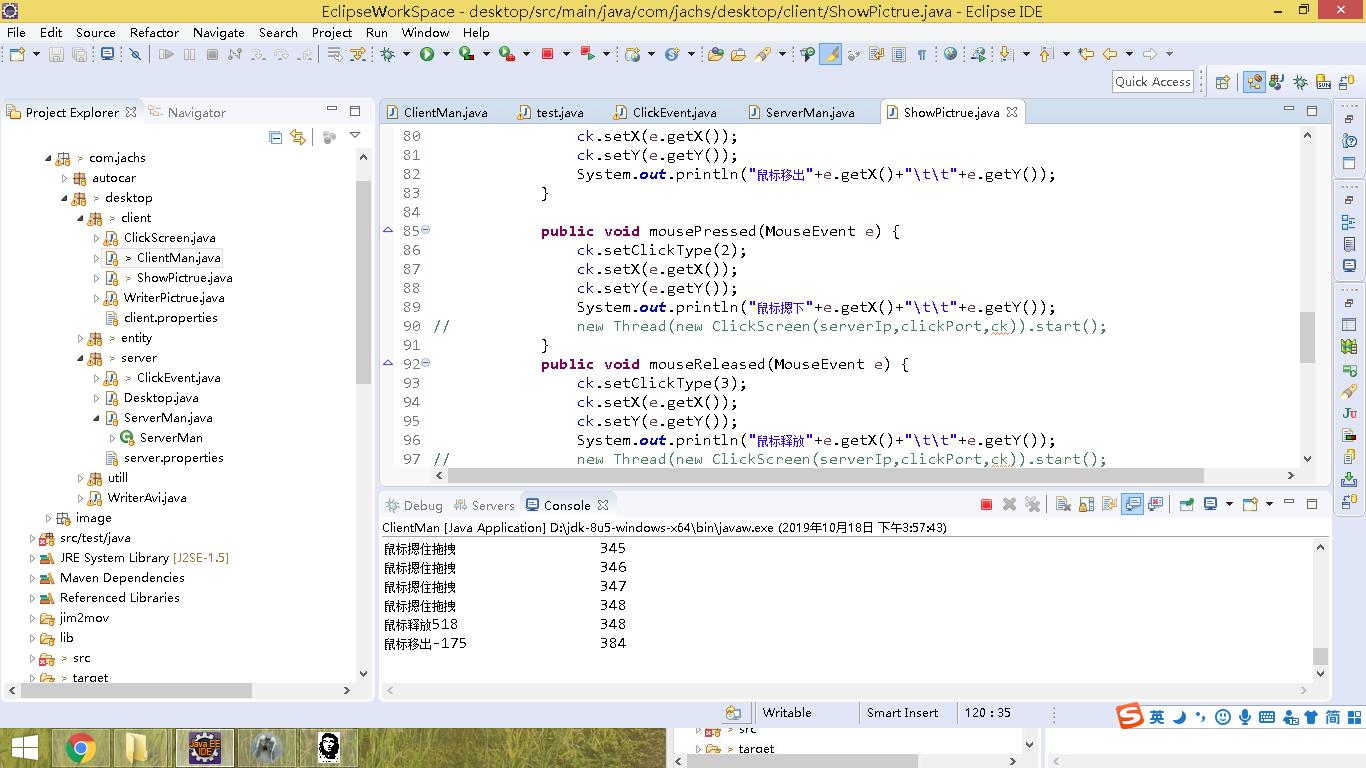 EclipseWorkSpace - desktop/src/main/java/com/jachs/desktop/client/ShowPictrue.java - Eclipse IDE
File Edit Source Refactor Navigate Search Project Run Window Help
Quick Access
Project Explorer Navigator
> com.jachs
autocar
> desktop
> client
ClickScreen.java
> ClientMan.java
> ShowPictrue.java
WriterPictrue.java
client.properties
> entity
> server
> ClickEvent.java
Desktop.java
ServerMan.java
ServerMan
server.properties
> utill
WriterAvi.java
image
src/test/java
JRE System Library [J2SE-1.5]
Maven Dependencies
Referenced Libraries
jim2mov
lib
> src
> target
ClientMan.java test.java ClickEvent.java ServerMan.java ShowPictrue.java
80 ck.setX(e.getX());
81 ck.setY(e.getY());
82 System.out.println("鼠标移出"+e.getX()+"\t\t"+e.getY());
83 }
84
85 public void mousePressed(MouseEvent e) {
86 ck.setClickType(2);
87 ck.setX(e.getX());
88 ck.setY(e.getY());
89 System.out.println("鼠标摁下"+e.getX()+"\t\t"+e.getY());
90 // new Thread(new ClickScreen(serverIp,clickPort,ck)).start();
91 }
92 public void mouseReleased(MouseEvent e) {
93 ck.setClickType(3);
94 ck.setX(e.getX());
95 ck.setY(e.getY());
96 System.out.println("鼠标释放"+e.getX()+"\t\t"+e.getY());
97 // new Thread(new ClickScreen(serverIp,clickPort,ck)).start();
Debug Servers Console
ClientMan [Java Application] D:\jdk-8u5-windows-x64\bin\javaw.exe (2019年10月18日 下午3:57:43)
鼠标摁住拖拽 345
鼠标摁住拖拽 346
鼠标摁住拖拽 347
鼠标摁住拖拽 348
鼠标释放518 348
鼠标移出-175 384
Writable Smart Insert 120 : 35
英 简
Java EE
IDE
> src
> target